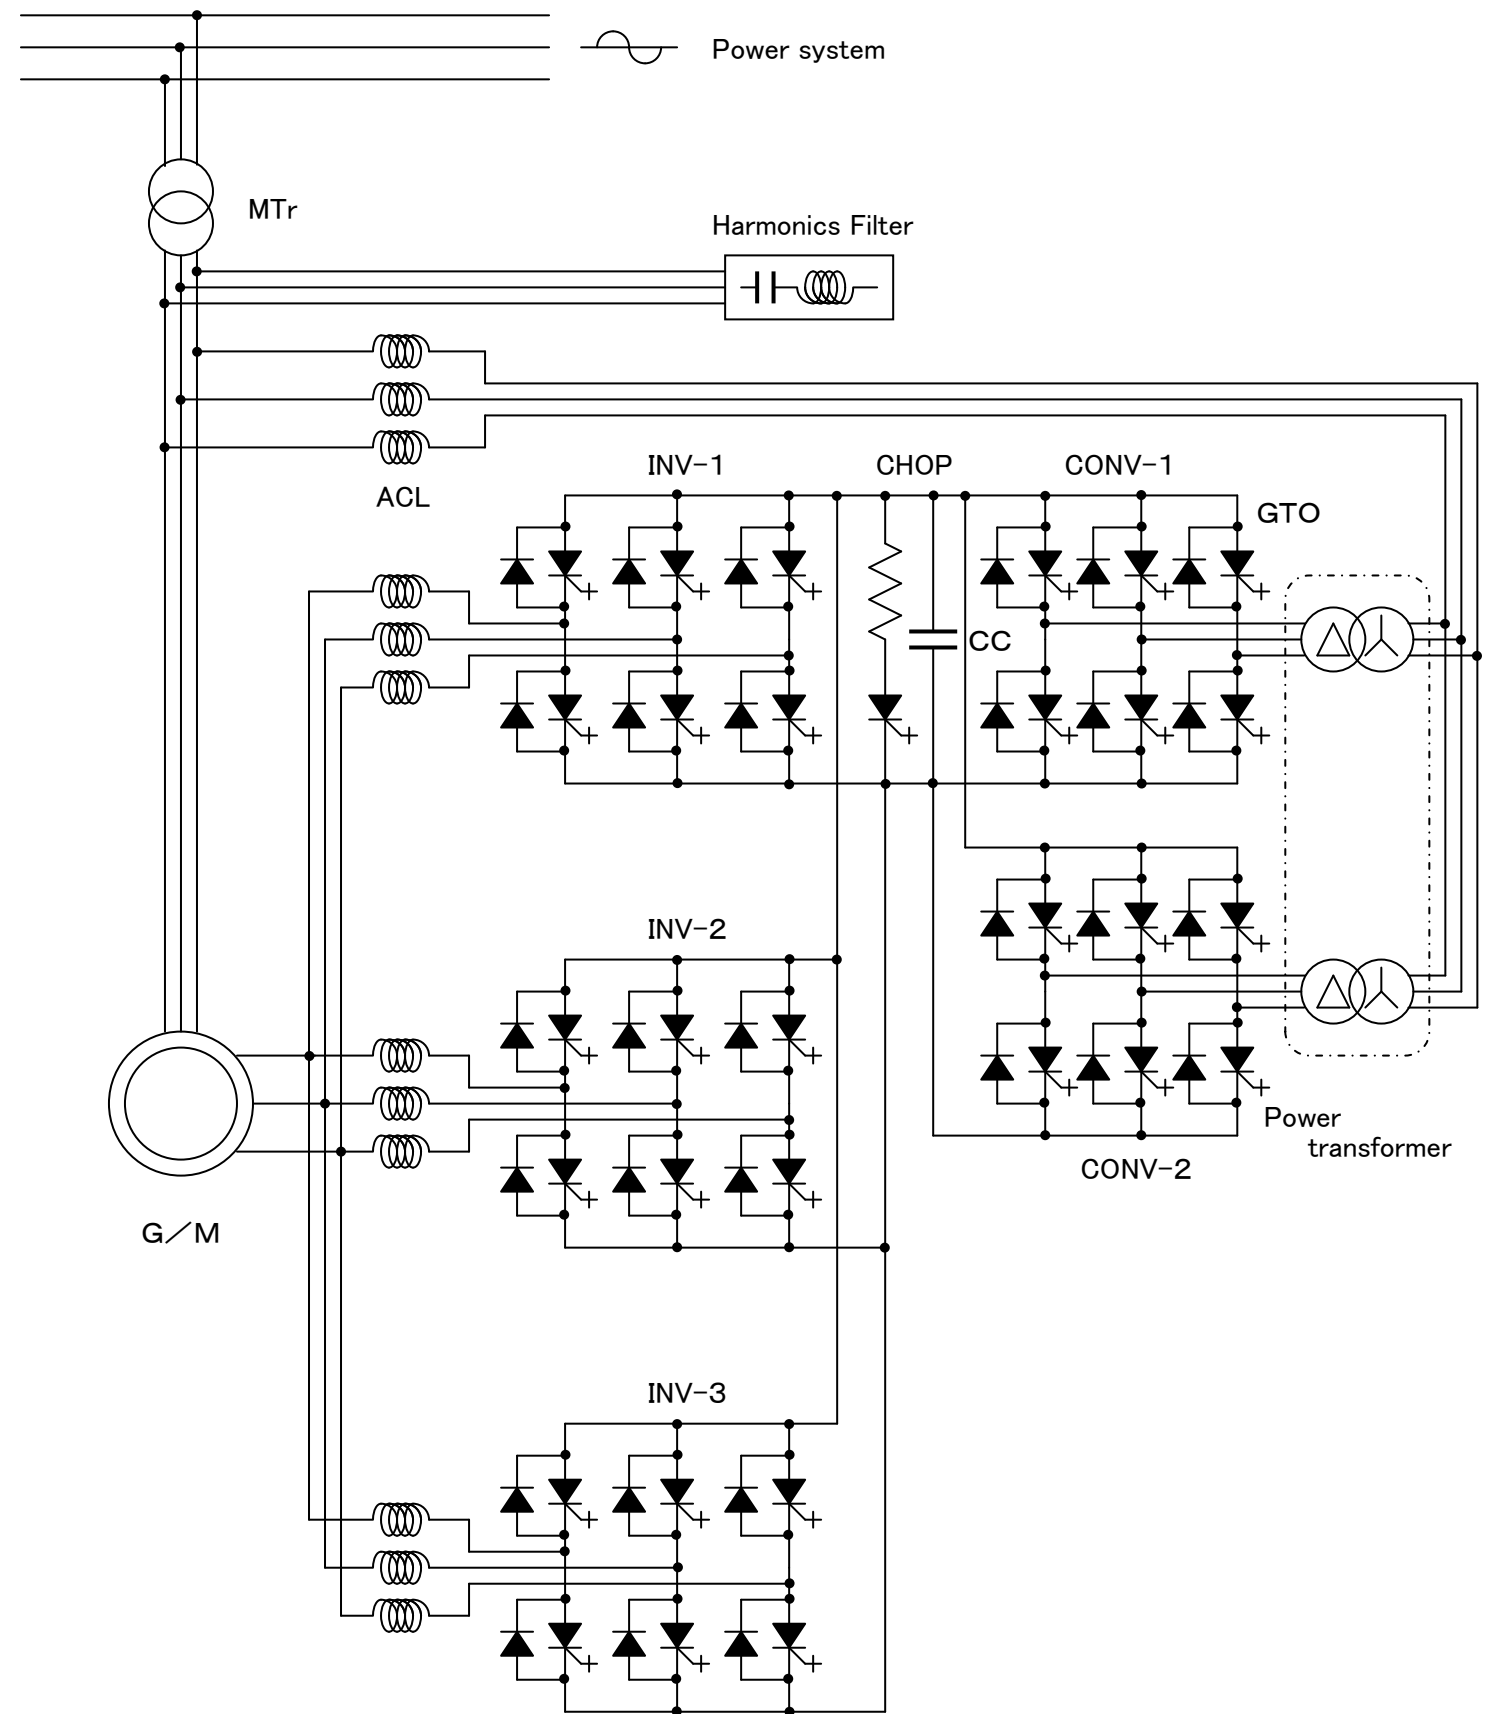 Power system
MTr
Harmonics Filter
INV-1
CHOP
CONV-1
ACL
GTO
CC
INV-2
Power
transformer
CONV-2
G/M
INV-3